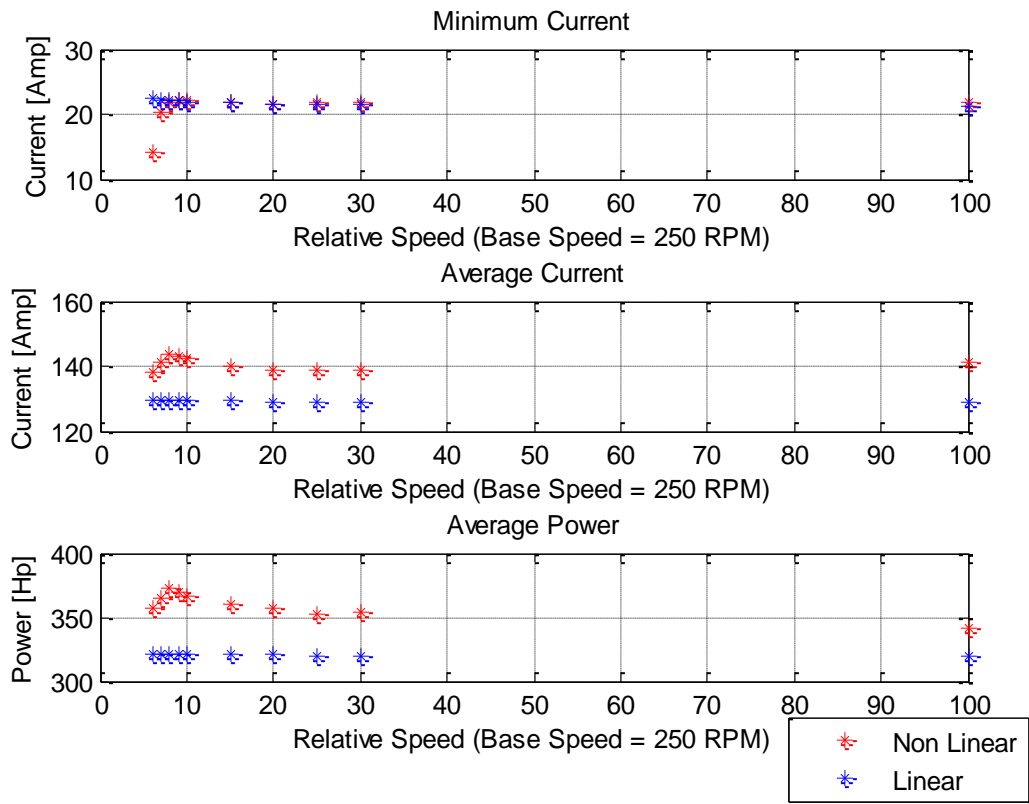 Minimum Current
30
20
10
Current [Amp]
0 10 20 30 40 50 60 70 80 90 100
Relative Speed (Base Speed = 250 RPM)
Average Current
160
140
120
Current [Amp]
0 10 20 30 40 50 60 70 80 90 100
Relative Speed (Base Speed = 250 RPM)
Average Power
400
350
300
Power [Hp]
0 10 20 30 40 50 60 70 80 90 100
Relative Speed (Base Speed = 250 RPM)
Non Linear
Linear